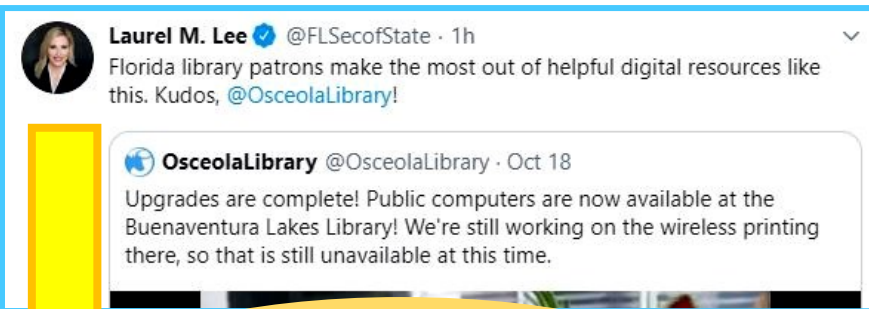 Laurel M. Lee @FLSecofState · 1h
Florida library patrons make the most out of helpful digital resources like
this. Kudos, @OsceolaLibrary!
OsceolaLibrary @OsceolaLibrary · Oct 18
Upgrades are complete! Public computers are now available at the
Buenaventura Lakes Library! We're still working on the wireless printing
there, so that is still unavailable at this time.